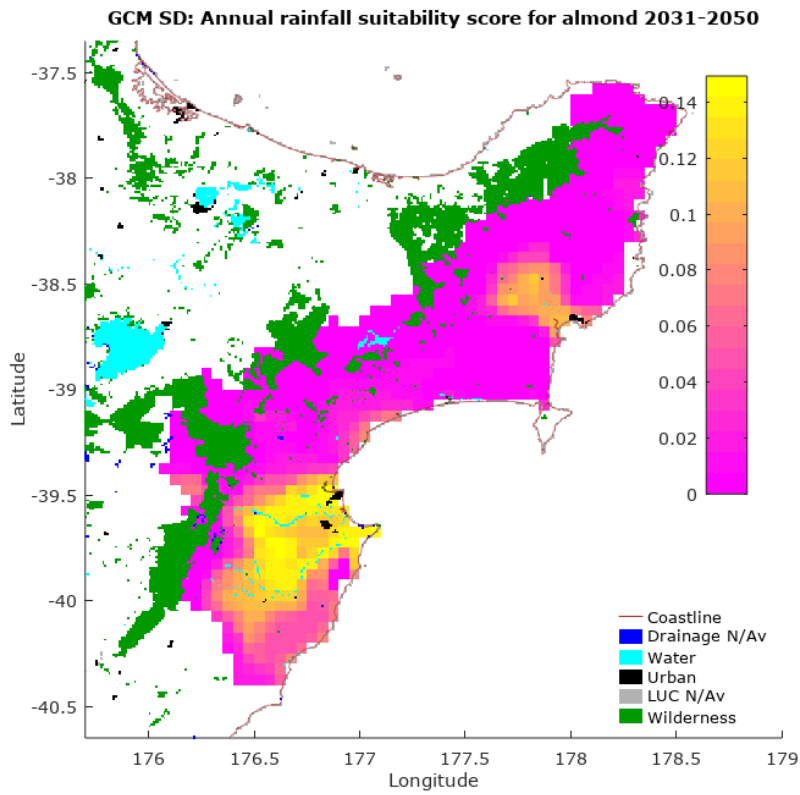 GCM SD: Annual rainfall suitability score for almond 2031-2050
-37.5
-38
-38.5
-39
-39.5
-40
-40.5
Latitude
176
176.5
177
177.5
178
178.5
179
Longitude
0.14
0.12
0.1
0.08
0.06
0.04
0.02
0
Coastline
Drainage N/Av
Water
Urban
LUC N/Av
Wilderness